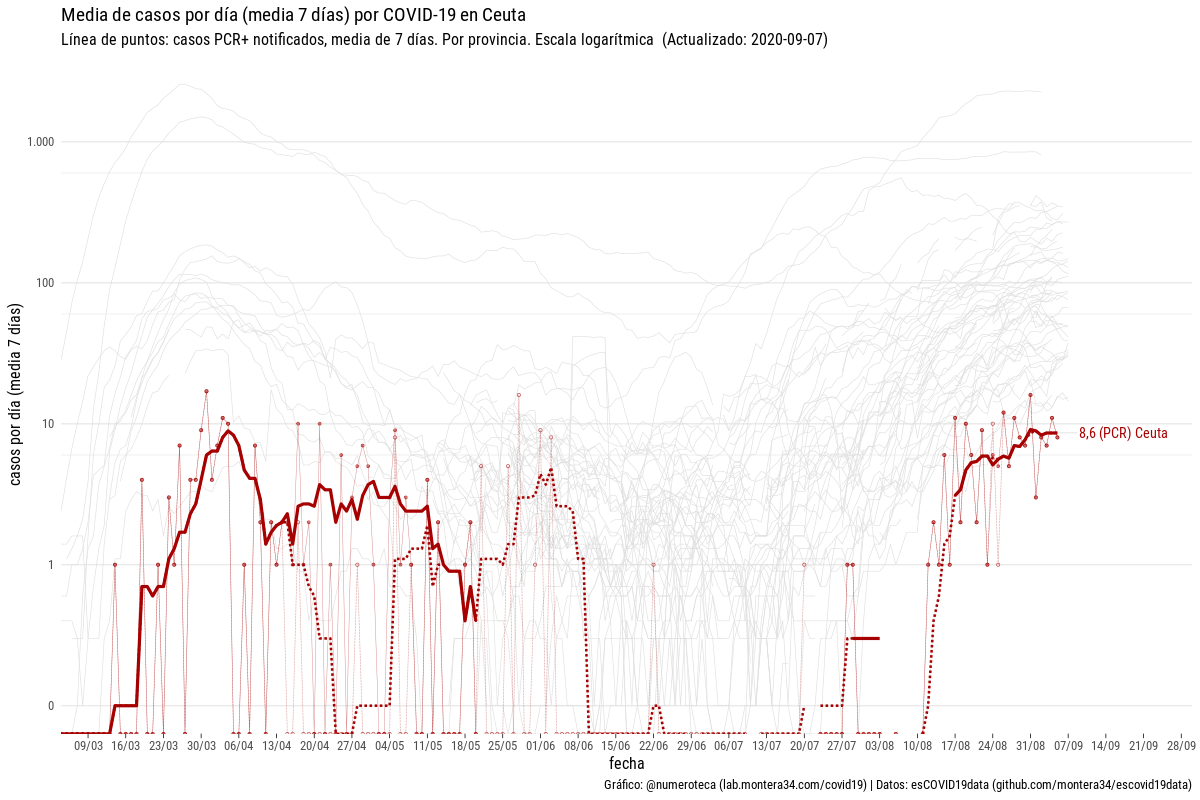 Media de casos por día (media 7 días) por COVID-19 en Ceuta
Línea de puntos: casos PCR+ notificados, media de 7 días. Por provincia. Escala logarítmica (Actualizado: 2020-09-07)
casos por día (media 7 días)
1.000
100
10
1
0
8,6 (PCR) Ceuta
09/03 16/03 23/03 30/03 06/04 13/04 20/04 27/04 04/05 11/05 18/05 25/05 01/06 08/06 15/06 22/06 29/06 06/07 13/07 20/07 27/07 03/08 10/08 17/08 24/08 31/08 07/09 14/09 21/09 28/09
fecha
Gráfico: @numeroteca (lab.montera34.com/covid19) | Datos: esCOVID19data (github.com/montera34/escovid19data)